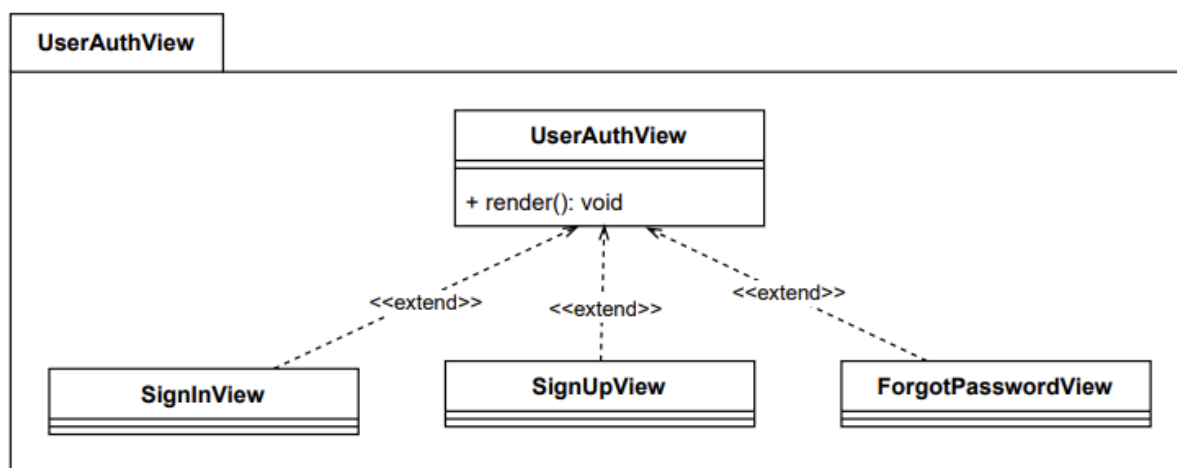 UserAuthView
UserAuthView
+ render(): void
<<extend>>
<<extend>>
<<extend>>
SignInView
SignUpView
ForgotPasswordView